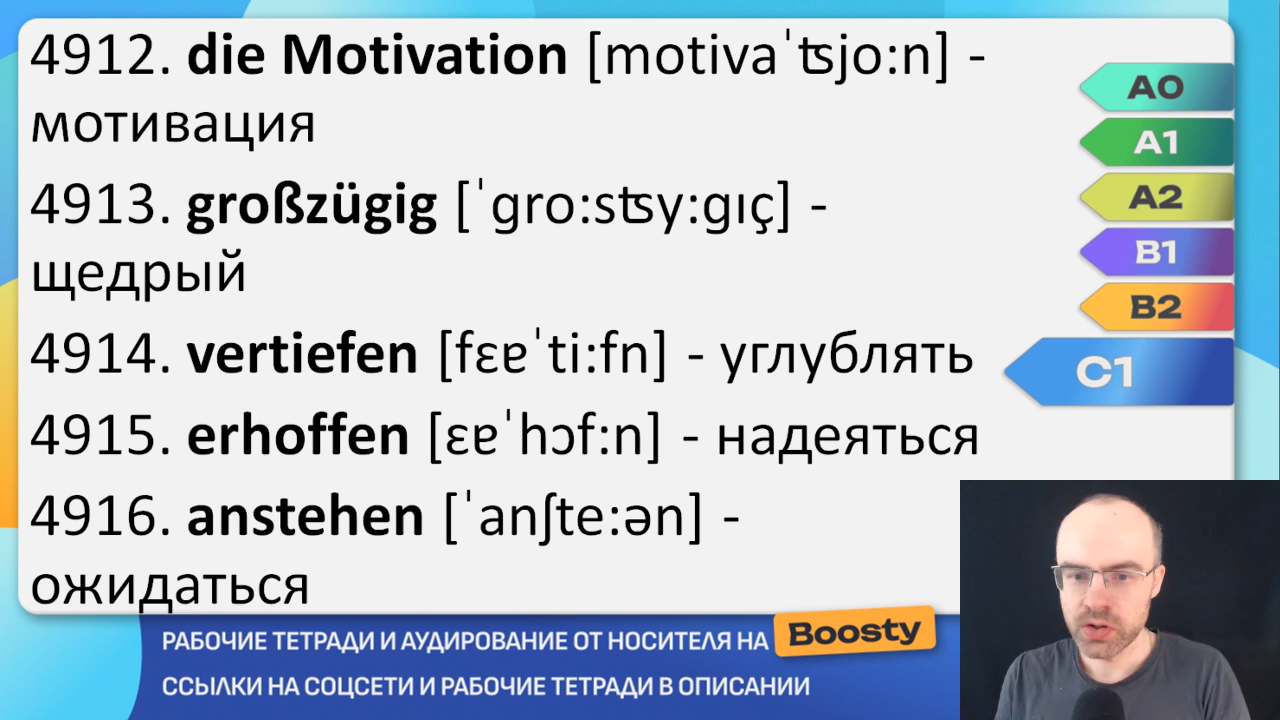 4912. die Motivation [motivaˈʦjo:n] -
мотивация
4913. großzügig [ˈgro:sʦy:gıç] -
щедрый
4914. vertiefen [fɛɐˈti:fn] - углублять
4915. erhoffen [ɛɐˈhɔf:n] - надеяться
4916. anstehen [ˈanʃte:ən] -
ожидаться
A0
A1
A2
B1
B2
C1
РАБОЧИЕ ТЕТРАДИ И АУДИРОВАНИЕ ОТ НОСИТЕЛЯ НА Boosty
ССЫЛКИ НА СОЦСЕТИ И РАБОЧИЕ ТЕТРАДИ В ОПИСАНИИ